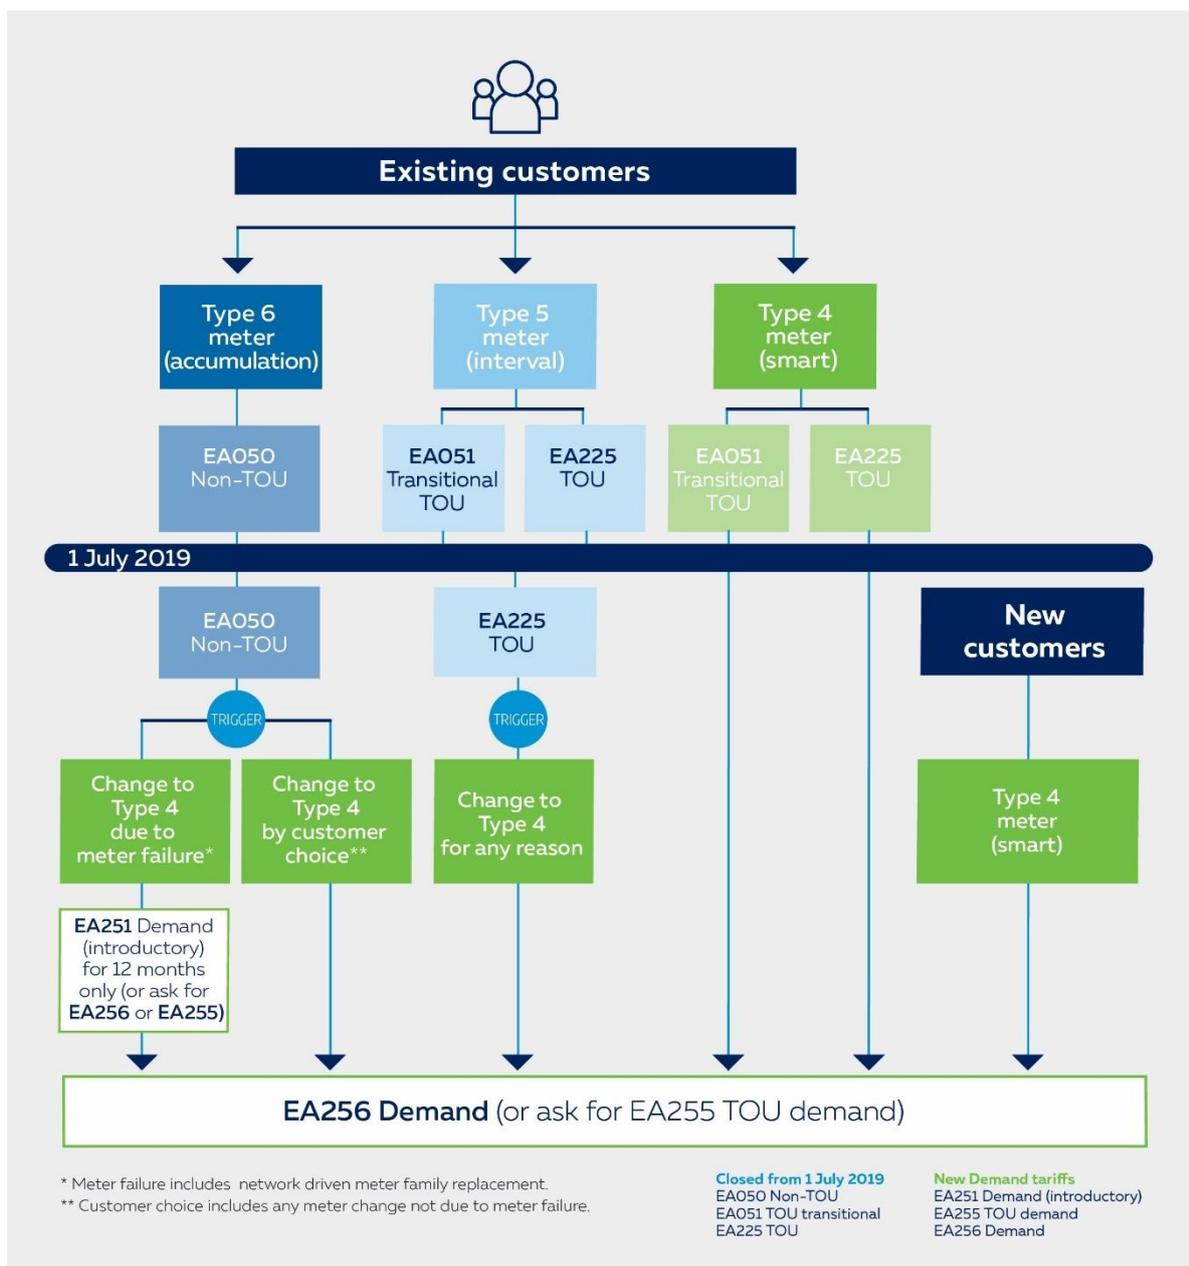 Existing customers
Type 6
meter
(accumulation)
Type 5
meter
(interval)
Type 4
meter
(smart)
EA050
Non-TOU
EA051
Transitional
TOU
EA225
TOU
EA051
Transitional
TOU
EA225
TOU
1 July 2019
EA050
Non-TOU
EA225
TOU
New
customers
TRIGGER
TRIGGER
Change to
Type 4
due to
meter failure*
Change to
Type 4
by customer
choice**
Change to
Type 4
for any reason
Type 4
meter
(smart)
EA251 Demand
(introductory)
for 12 months
only (or ask for
EA256 or EA255)
EA256 Demand (or ask for EA255 TOU demand)
* Meter failure includes network driven meter family replacement.
** Customer choice includes any meter change not due to meter failure.
Closed from 1 July 2019
EA050 Non-TOU
EA051 TOU transitional
EA225 TOU
New Demand tariffs
EA251 Demand (introductory)
EA255 TOU demand
EA256 Demand